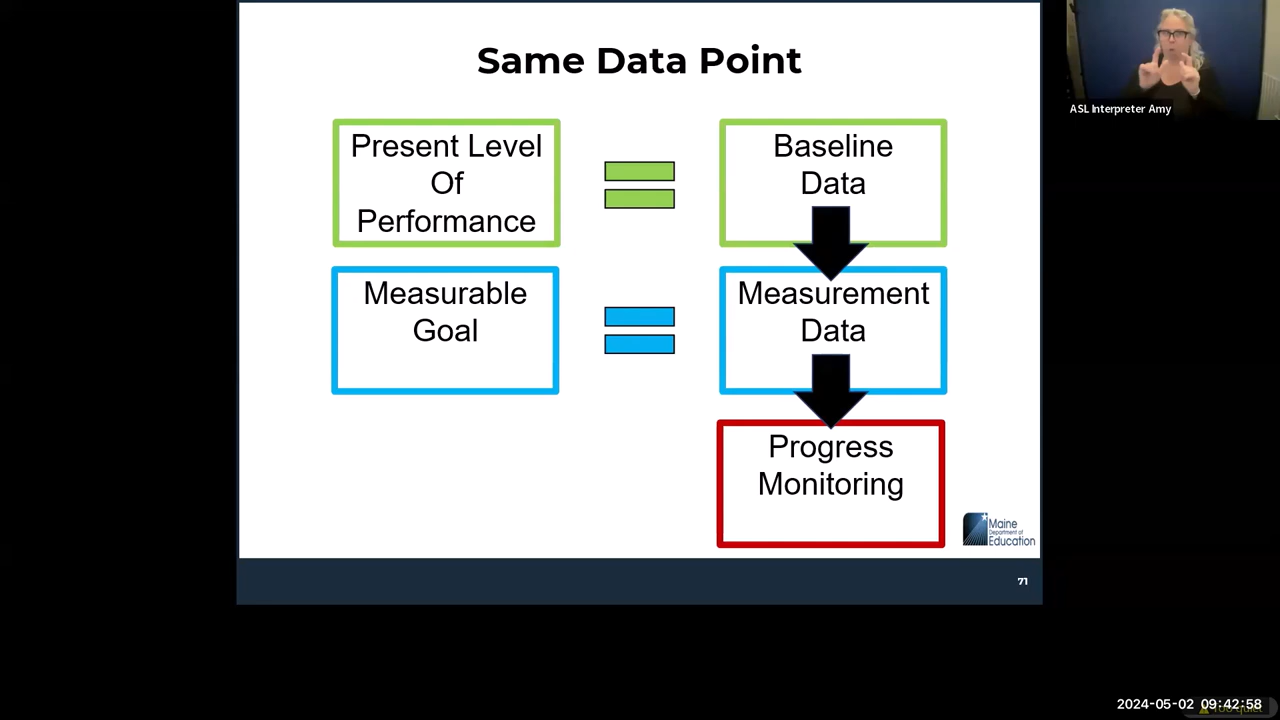 Same Data Point
ASL Interpreter Amy
Present Level
Of
Performance
Baseline
Data
Measurable
Goal
Measurement
Data
Progress
Monitoring
Maine
Department of
Education
71
2024-05-02 09:42:58